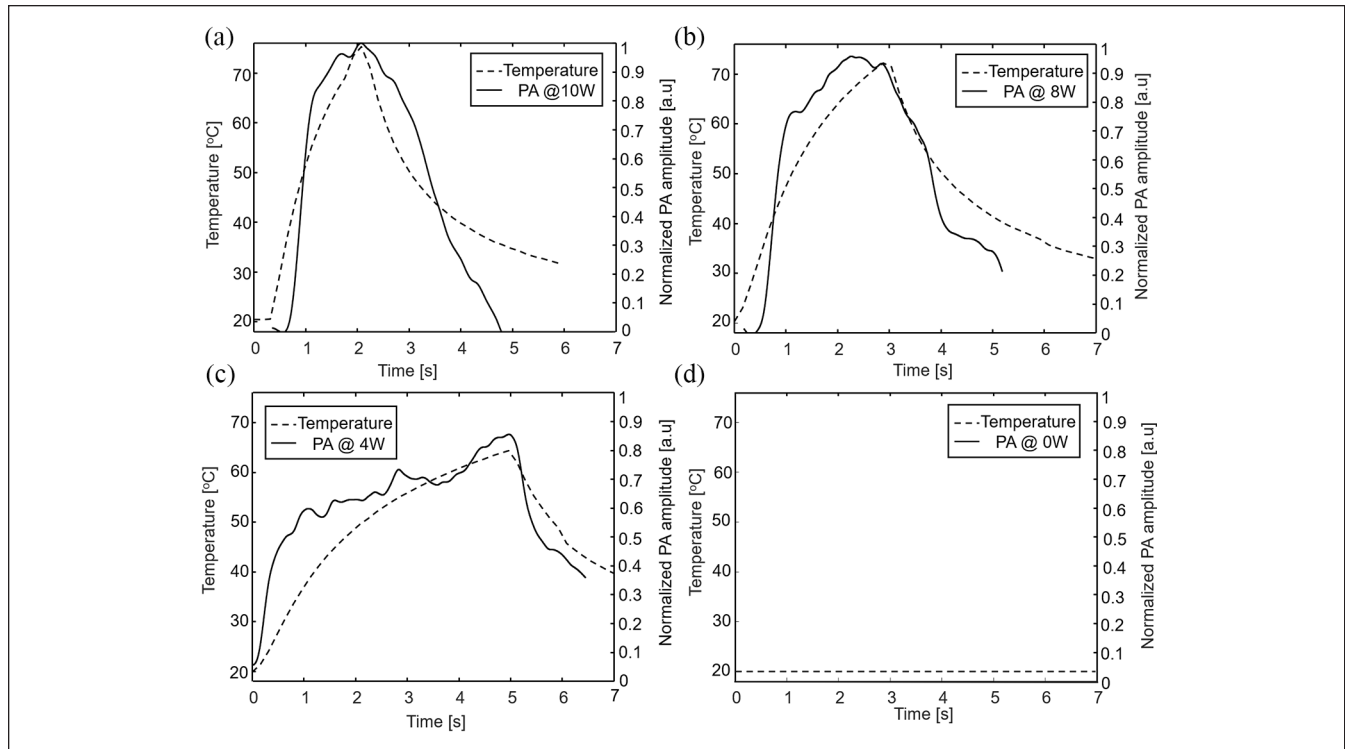 (a)
Temperature
PA @10W
Temperature [°C]
70
60
50
40
30
20
Normalized PA amplitude [a.u]
1
0.9
0.8
0.7
0.6
0.5
0.4
0.3
0.2
0.1
0
0 1 2 3 4 5 6 7
Time [s]
(b)
Temperature
PA @ 8W
Temperature [°C]
70
60
50
40
30
20
Normalized PA amplitude [a.u]
1
0.9
0.8
0.7
0.6
0.5
0.4
0.3
0.2
0.1
0
0 1 2 3 4 5 6 7
Time [s]
(c)
Temperature
PA @ 4W
Temperature [°C]
70
60
50
40
30
20
Normalized PA amplitude [a.u]
1
0.9
0.8
0.7
0.6
0.5
0.4
0.3
0.2
0.1
0
0 1 2 3 4 5 6 7
Time [s]
(d)
Temperature
PA @ 0W
Temperature [°C]
70
60
50
40
30
20
Normalized PA amplitude [a.u]
1
0.9
0.8
0.7
0.6
0.5
0.4
0.3
0.2
0.1
0
0 1 2 3 4 5 6 7
Time [s]